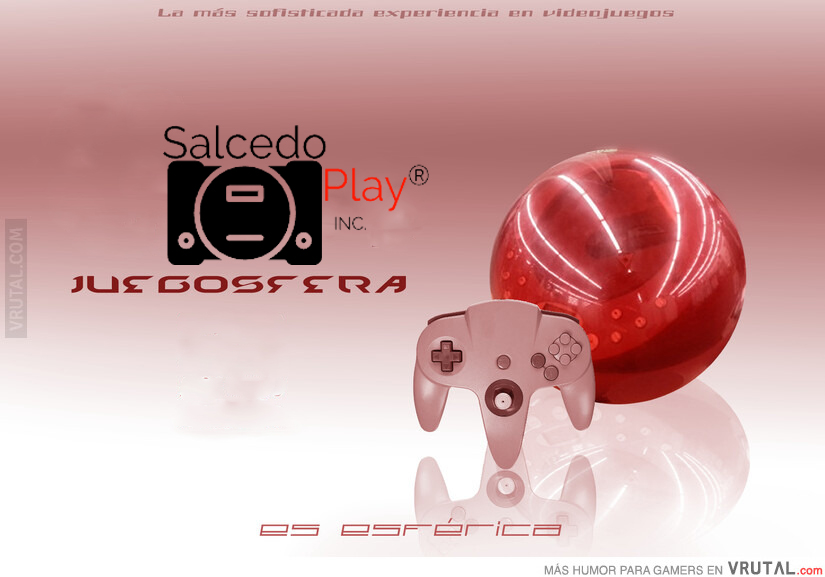 La más sofisticada experiencia en videojuegos
Salcedo
Play®
INC.
JUEGOSFERA
VRUTAL.COM
es esférica
MÁS HUMOR PARA GAMERS EN VRUTAL.com